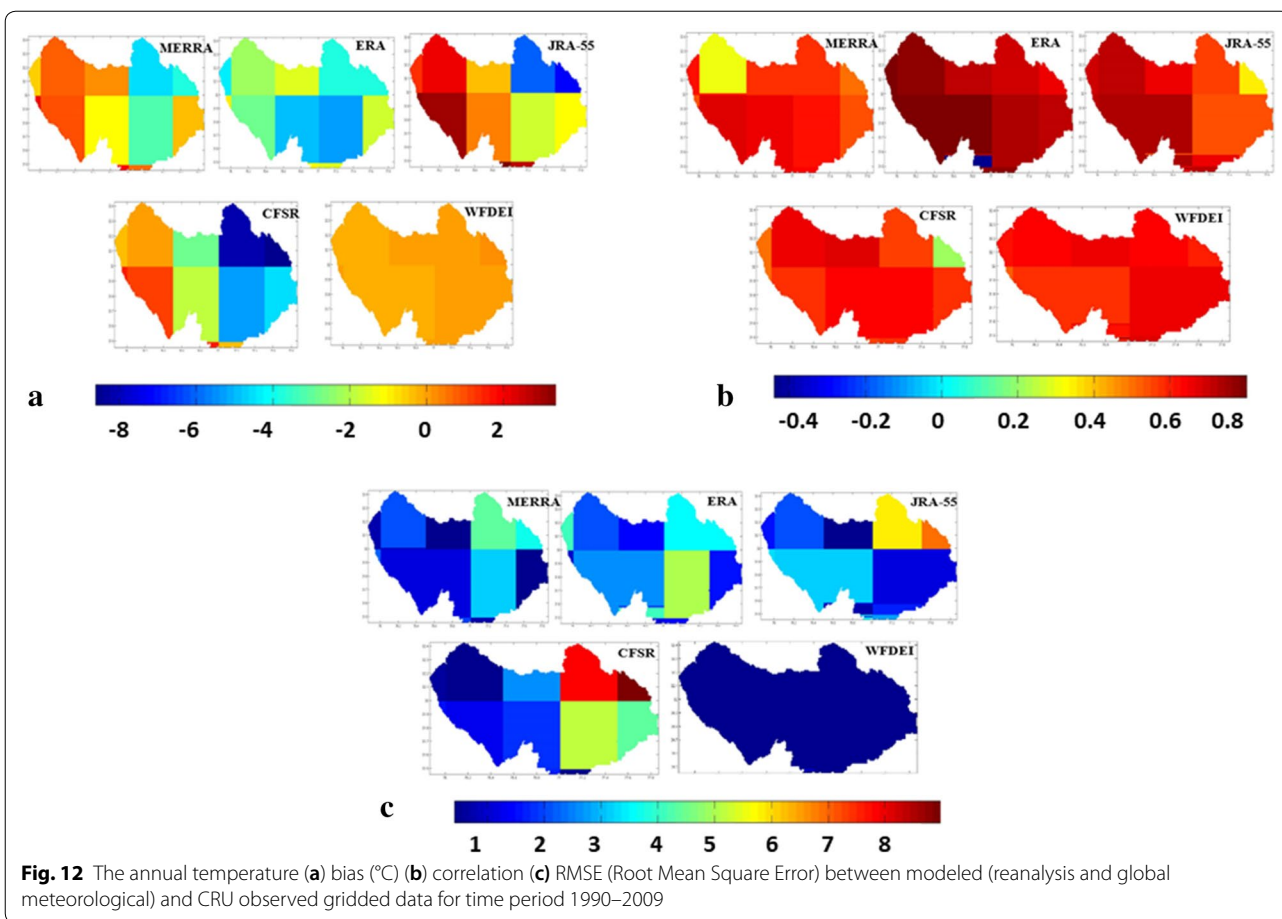 MERRA
ERA
JRA-55
CFSR
WFDEI
a
-8 -6 -4 -2 0 2
MERRA
ERA
JRA-55
CFSR
WFDEI
b
-0.4 -0.2 0 0.2 0.4 0.6 0.8
MERRA
ERA
JRA-55
CFSR
WFDEI
c
1 2 3 4 5 6 7 8
Fig. 12 The annual temperature (a) bias (°C) (b) correlation (c) RMSE (Root Mean Square Error) between modeled (reanalysis and global
meteorological) and CRU observed gridded data for time period 1990–2009